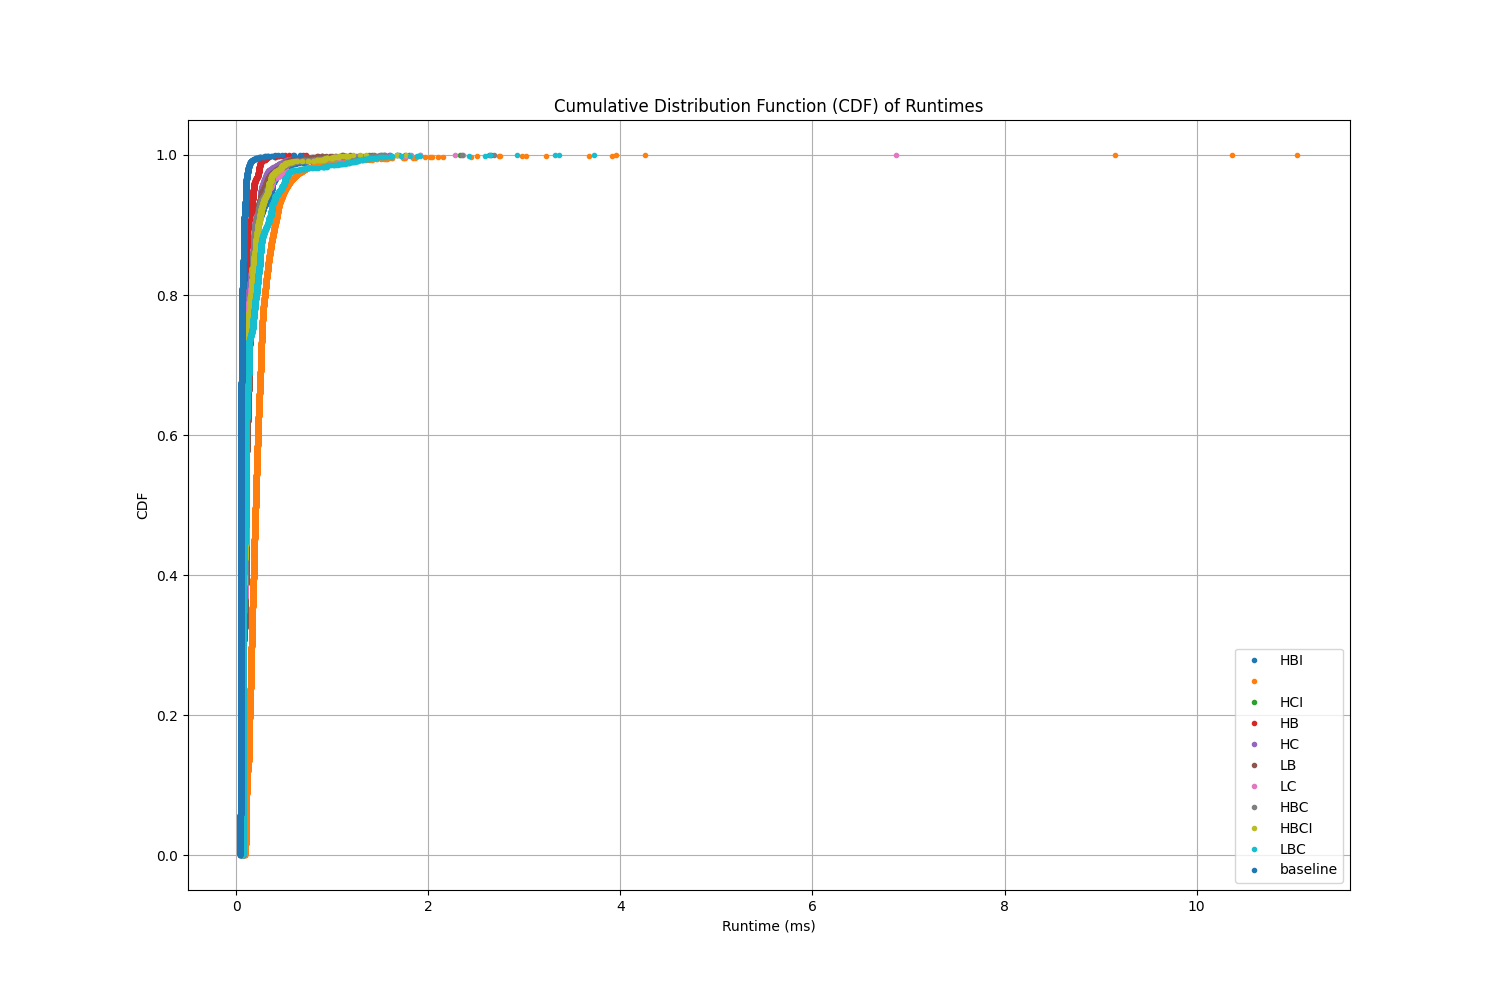 Cumulative Distribution Function (CDF) of Runtimes
1.0
0.8
0.6
0.4
0.2
0.0
CDF
0 2 4 6 8 10
Runtime (ms)
HBI
HCI
HB
HC
LB
LC
HBC
HBCI
LBC
baseline